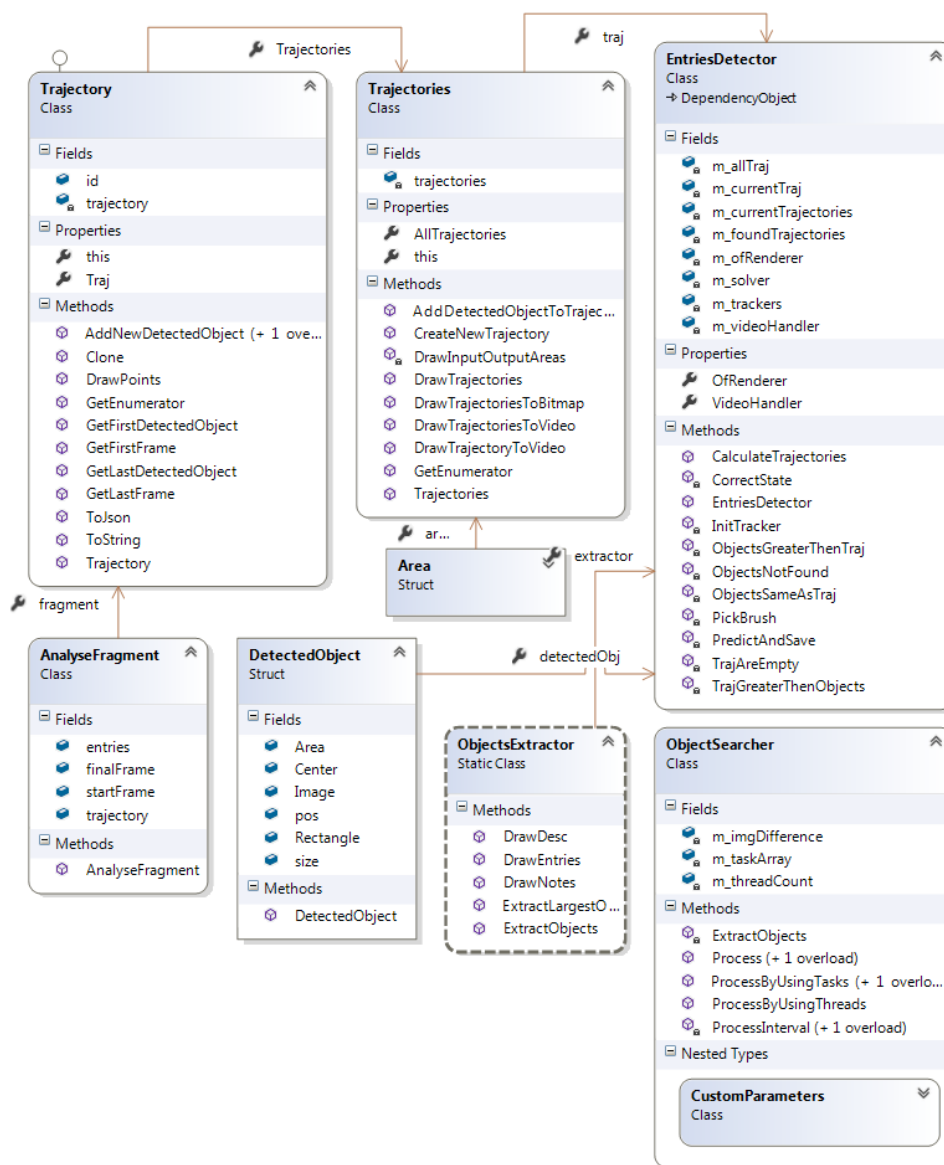 Trajectories
traj
Trajectory
Class
Fields
id
trajectory
Properties
this
Traj
Methods
AddNewDetectedObject (+ 1 ove...
Clone
DrawPoints
GetEnumerator
GetFirstDetectedObject
GetFirstFrame
GetLastDetectedObject
GetLastFrame
ToJson
ToString
Trajectory
Trajectories
Class
Fields
trajectories
Properties
AllTrajectories
this
Methods
AddDetectedObjectToTrajec...
CreateNewTrajectory
DrawInputOutputAreas
DrawTrajectories
DrawTrajectoriesToBitmap
DrawTrajectoriesToVideo
DrawTrajectoryToVideo
GetEnumerator
Trajectories
EntriesDetector
Class
DependencyObject
Fields
m_allTraj
m_currentTraj
m_currentTrajectories
m_foundTrajectories
m_ofRenderer
m_solver
m_trackers
m_videoHandler
Properties
OfRenderer
VideoHandler
Methods
CalculateTrajectories
CorrectState
EntriesDetector
InitTracker
ObjectsGreaterThenTraj
ObjectsNotFound
ObjectsSameAsTraj
PickBrush
PredictAndSave
TrajAreEmpty
TrajGreaterThenObjects
ar...
Area
Struct
extractor
fragment
detectedObj
AnalyseFragment
Class
Fields
entries
finalFrame
startFrame
trajectory
Methods
AnalyseFragment
DetectedObject
Struct
Fields
Area
Center
Image
pos
Rectangle
size
Methods
DetectedObject
ObjectsExtractor
Static Class
Methods
DrawDesc
DrawEntries
DrawNotes
ExtractLargestO...
ExtractObjects
ObjectSearcher
Class
Fields
m_imgDifference
m_taskArray
m_threadCount
Methods
ExtractObjects
Process (+ 1 overload)
ProcessByUsingTasks (+ 1 overlo...
ProcessByUsingThreads
ProcessInterval (+ 1 overload)
Nested Types
CustomParameters
Class